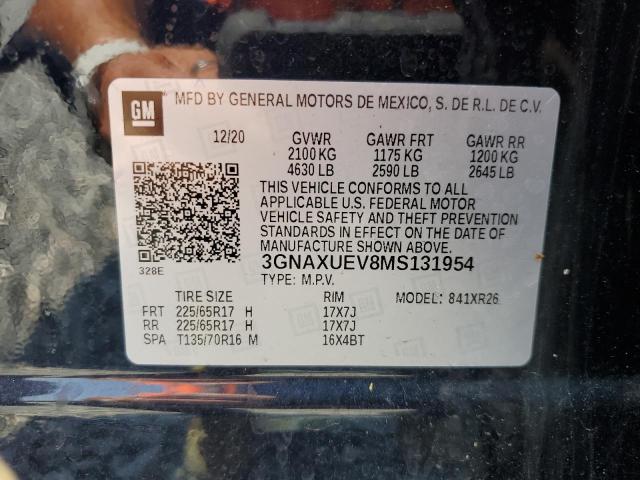 GM MFD BY GENERAL MOTORS DE MEXICO, S. DE R.L. DE C.V.
12/20 GVWR GAWR FRT GAWR RR
2100 KG 1175 KG 1200 KG
4630 LB 2590 LB 2645 LB
THIS VEHICLE CONFORMS TO ALL
APPLICABLE U.S. FEDERAL MOTOR
VEHICLE SAFETY AND THEFT PREVENTION
STANDARDS IN EFFECT ON THE DATE OF
MANUFACTURE SHOWN ABOVE.
328E 3GNAXUEV8MS131954
TYPE: M.P.V.
TIRE SIZE RIM MODEL: 841XR26
FRT 225/65R17 H 17X7J
RR 225/65R17 H 17X7J
SPA T135/70R16 M 16X4BT